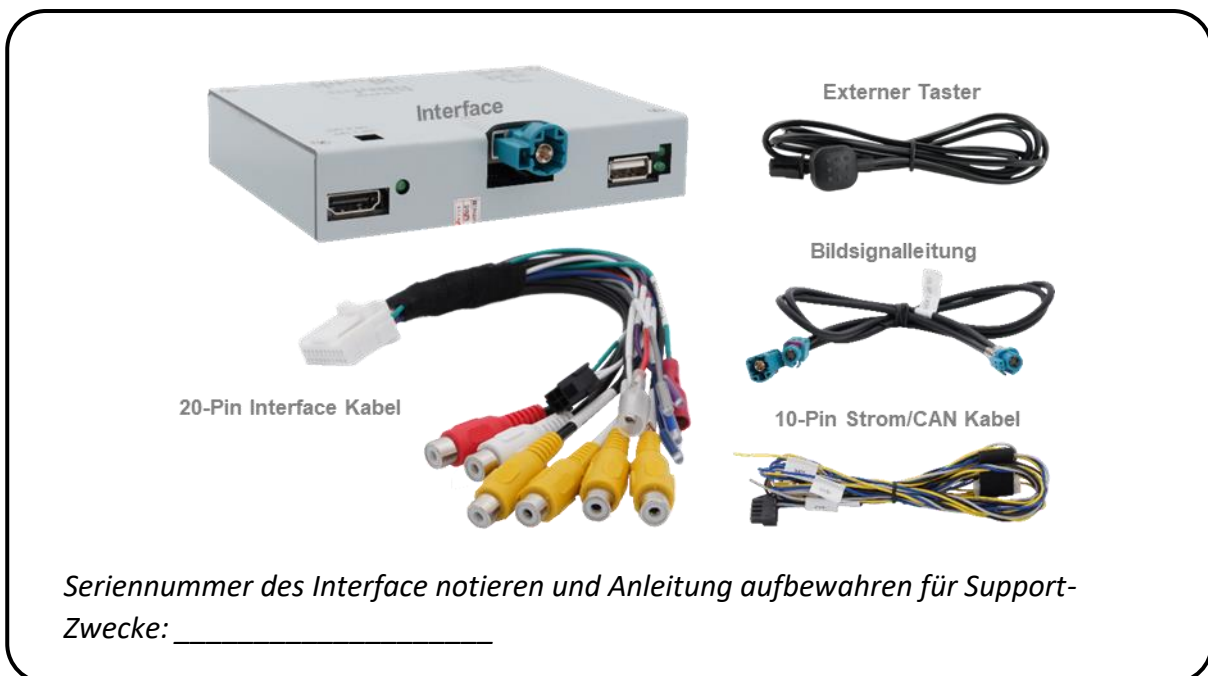 Interface
Externer Taster
Bildsignalleitung
20-Pin Interface Kabel
10-Pin Strom/CAN Kabel
Seriennummer des Interface notieren und Anleitung aufbewahren für Support-
Zwecke: ____________________